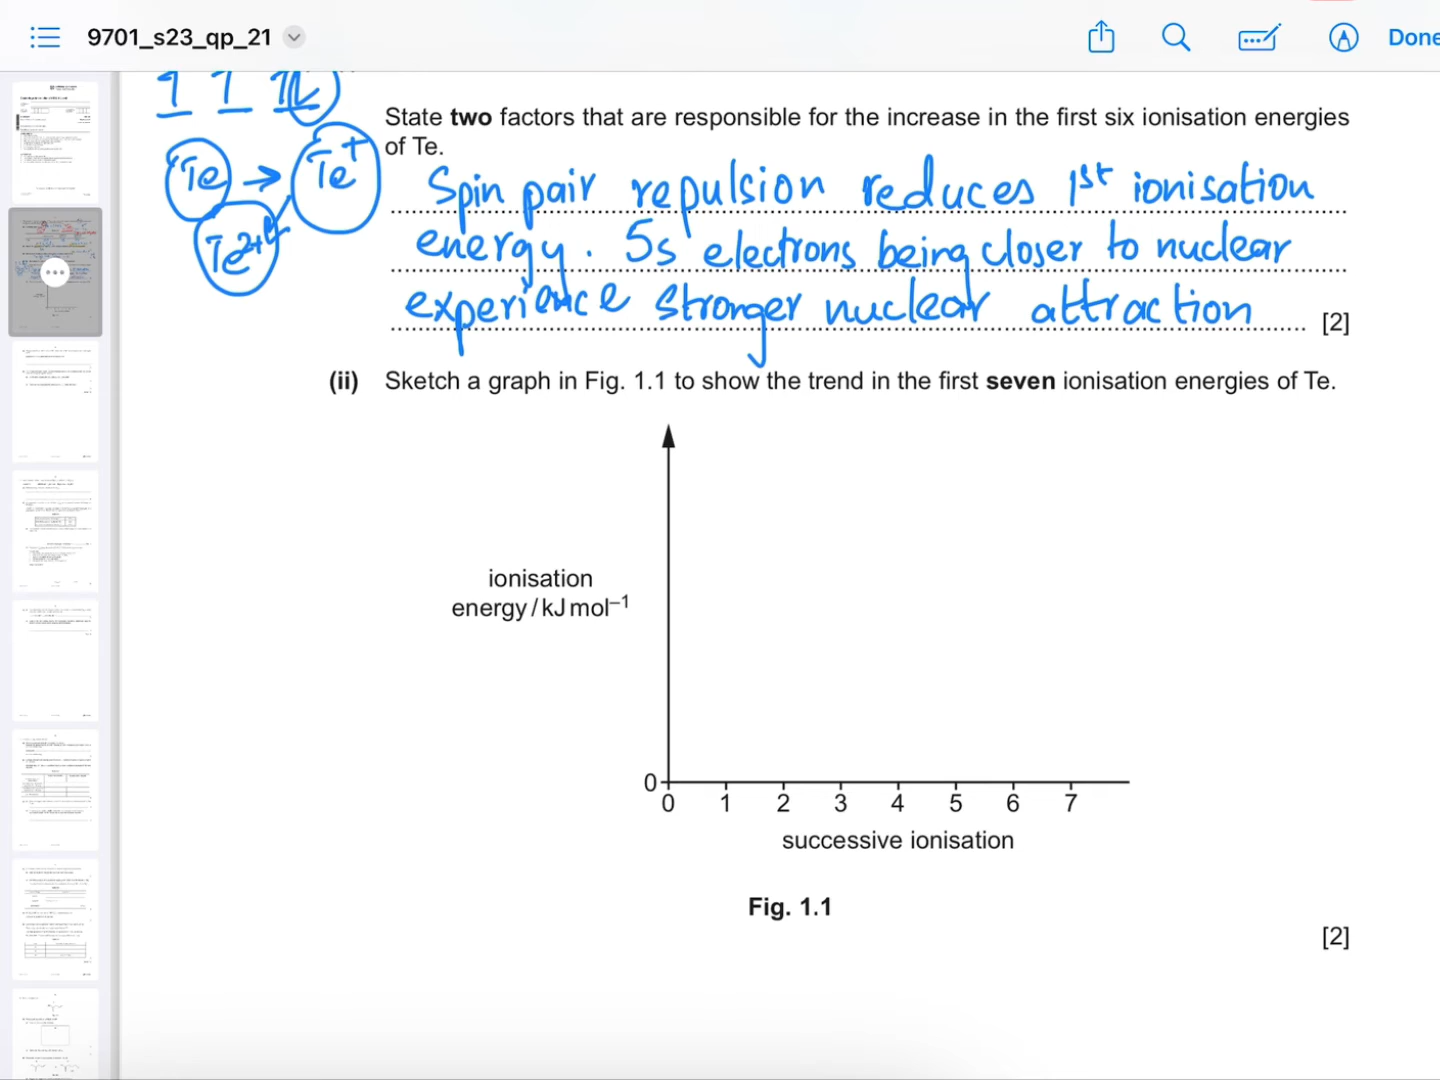 9701_s23_qp_21
Done
1 1 1
State two factors that are responsible for the increase in the first six ionisation energies
of Te.
Te → Te+
Te2+
Spin pair repulsion reduces 1st ionisation
energy. 5s electrons being closer to nuclear
experience stronger nuclear attraction
[2]
(ii) Sketch a graph in Fig. 1.1 to show the trend in the first seven ionisation energies of Te.
ionisation
energy / kJ mol–1
0
0 1 2 3 4 5 6 7
successive ionisation
Fig. 1.1
[2]